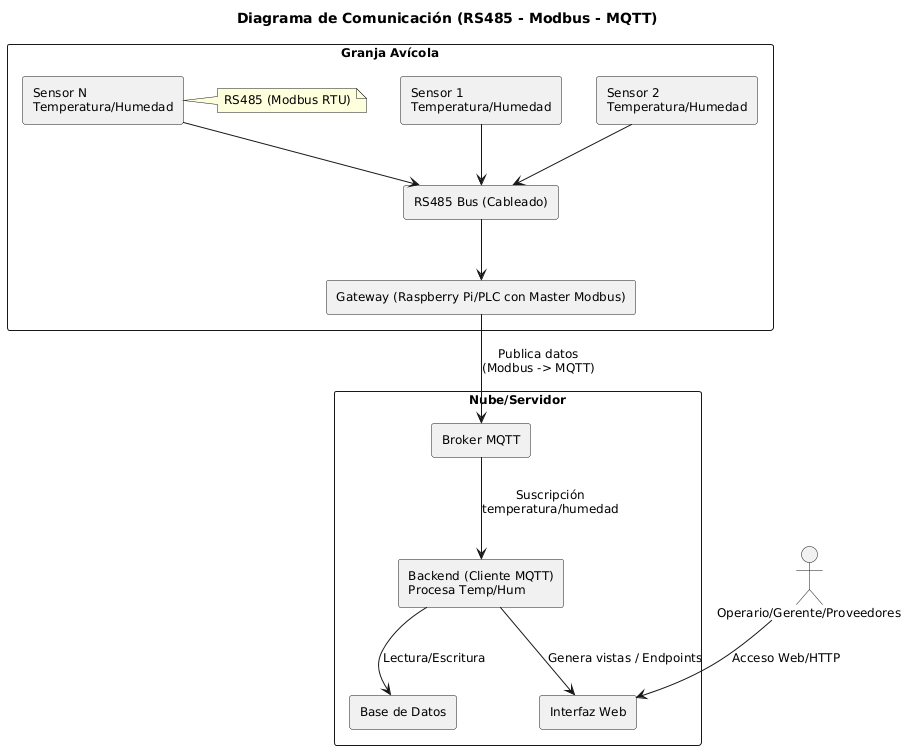 Diagrama de Comunicación (RS485 - Modbus - MQTT)
Granja Avícola
Sensor N
Temperatura/Humedad
RS485 (Modbus RTU)
Sensor 1
Temperatura/Humedad
Sensor 2
Temperatura/Humedad
RS485 Bus (Cableado)
Gateway (Raspberry Pi/PLC con Master Modbus)
Publica datos
(Modbus -> MQTT)
Nube/Servidor
Broker MQTT
Suscripción
temperatura/humedad
Backend (Cliente MQTT)
Procesa Temp/Hum
Operario/Gerente/Proveedores
Lectura/Escritura
Genera vistas / Endpoints
Acceso Web/HTTP
Base de Datos
Interfaz Web